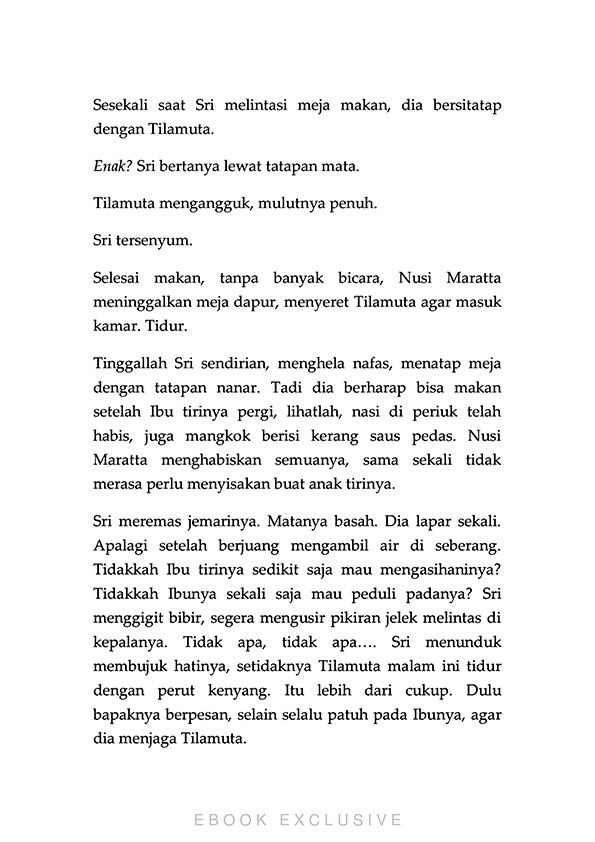 Sesekali saat Sri melintasi meja makan, dia bersitatap
dengan Tilamuta.
Enak? Sri bertanya lewat tatapan mata.
Tilamuta mengangguk, mulutnya penuh.
Sri tersenyum.
Selesai makan, tanpa banyak bicara, Nusi Maratta
meninggalkan meja dapur, menyeret Tilamuta agar masuk
kamar. Tidur.
Tinggallah Sri sendirian, menghela nafas, menatap meja
dengan tatapan nanar. Tadi dia berharap bisa makan
setelah Ibu tirinya pergi, lihatlah, nasi di periuk telah
habis, juga mangkok berisi kerang saus pedas. Nusi
Maratta menghabiskan semuanya, sama sekali tidak
merasa perlu menyisakan buat anak tirinya.
Sri meremas jemarinya. Matanya basah. Dia lapar sekali.
Apalagi setelah berjuang mengambil air di seberang.
Tidakkah Ibu tirinya sedikit saja mau mengasihaninya?
Tidakkah Ibunya sekali saja mau peduli padanya? Sri
menggigit bibir, segera mengusir pikiran jelek melintas di
kepalanya. Tidak apa, tidak apa…. Sri menunduk
membujuk hatinya, setidaknya Tilamuta malam ini tidur
dengan perut kenyang. Itu lebih dari cukup. Dulu
bapaknya berpesan, selain selalu patuh pada Ibunya, agar
dia menjaga Tilamuta.
EBOOK EXCLUSIVE